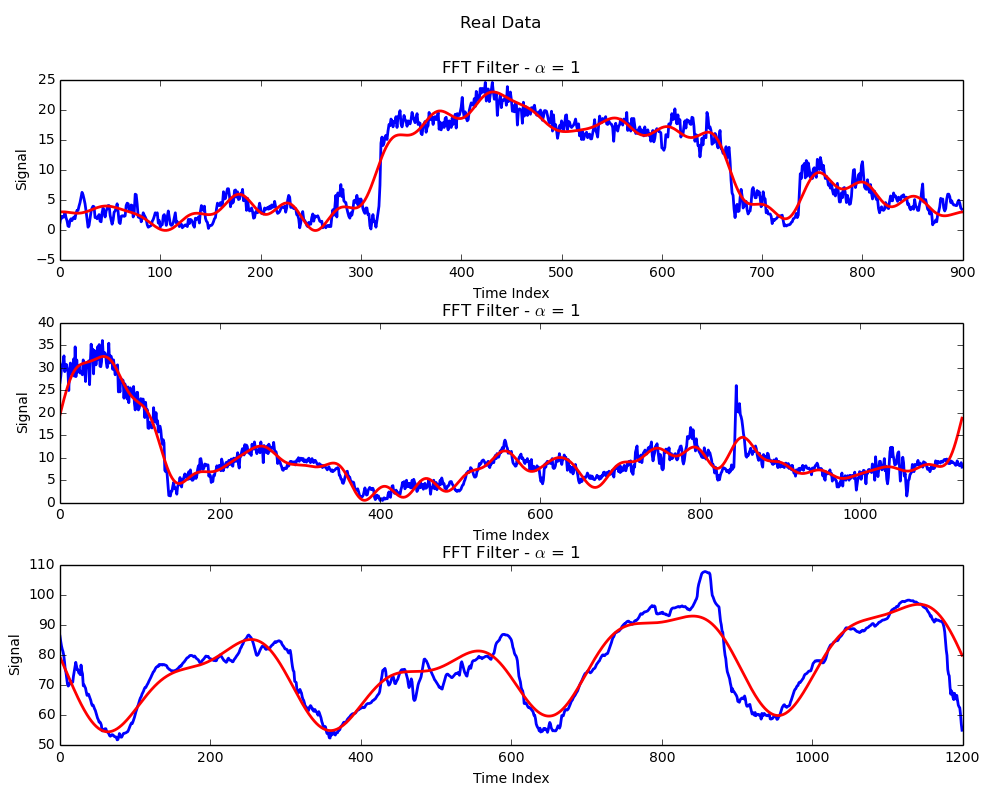 Real Data
FFT Filter - α = 1
25
20
15
10
5
0
−5
Signal
0 100 200 300 400 500 600 700 800 900
Time Index
FFT Filter - α = 1
40
35
30
25
20
15
10
5
0
Signal
0 200 400 600 800 1000
Time Index
FFT Filter - α = 1
110
100
90
80
70
60
50
Signal
0 200 400 600 800 1000 1200
Time Index